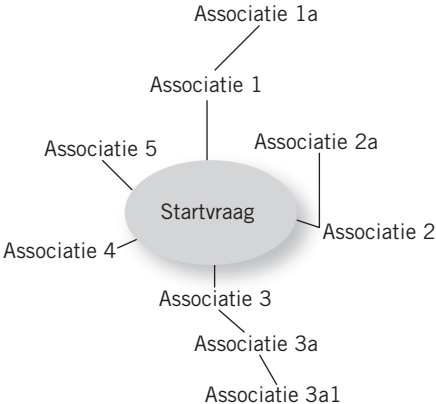 Associatie 1a
Associatie 1
Associatie 2a
Associatie 5
Startvraag
Associatie 2
Associatie 4
Associatie 3
Associatie 3a
Associatie 3a1